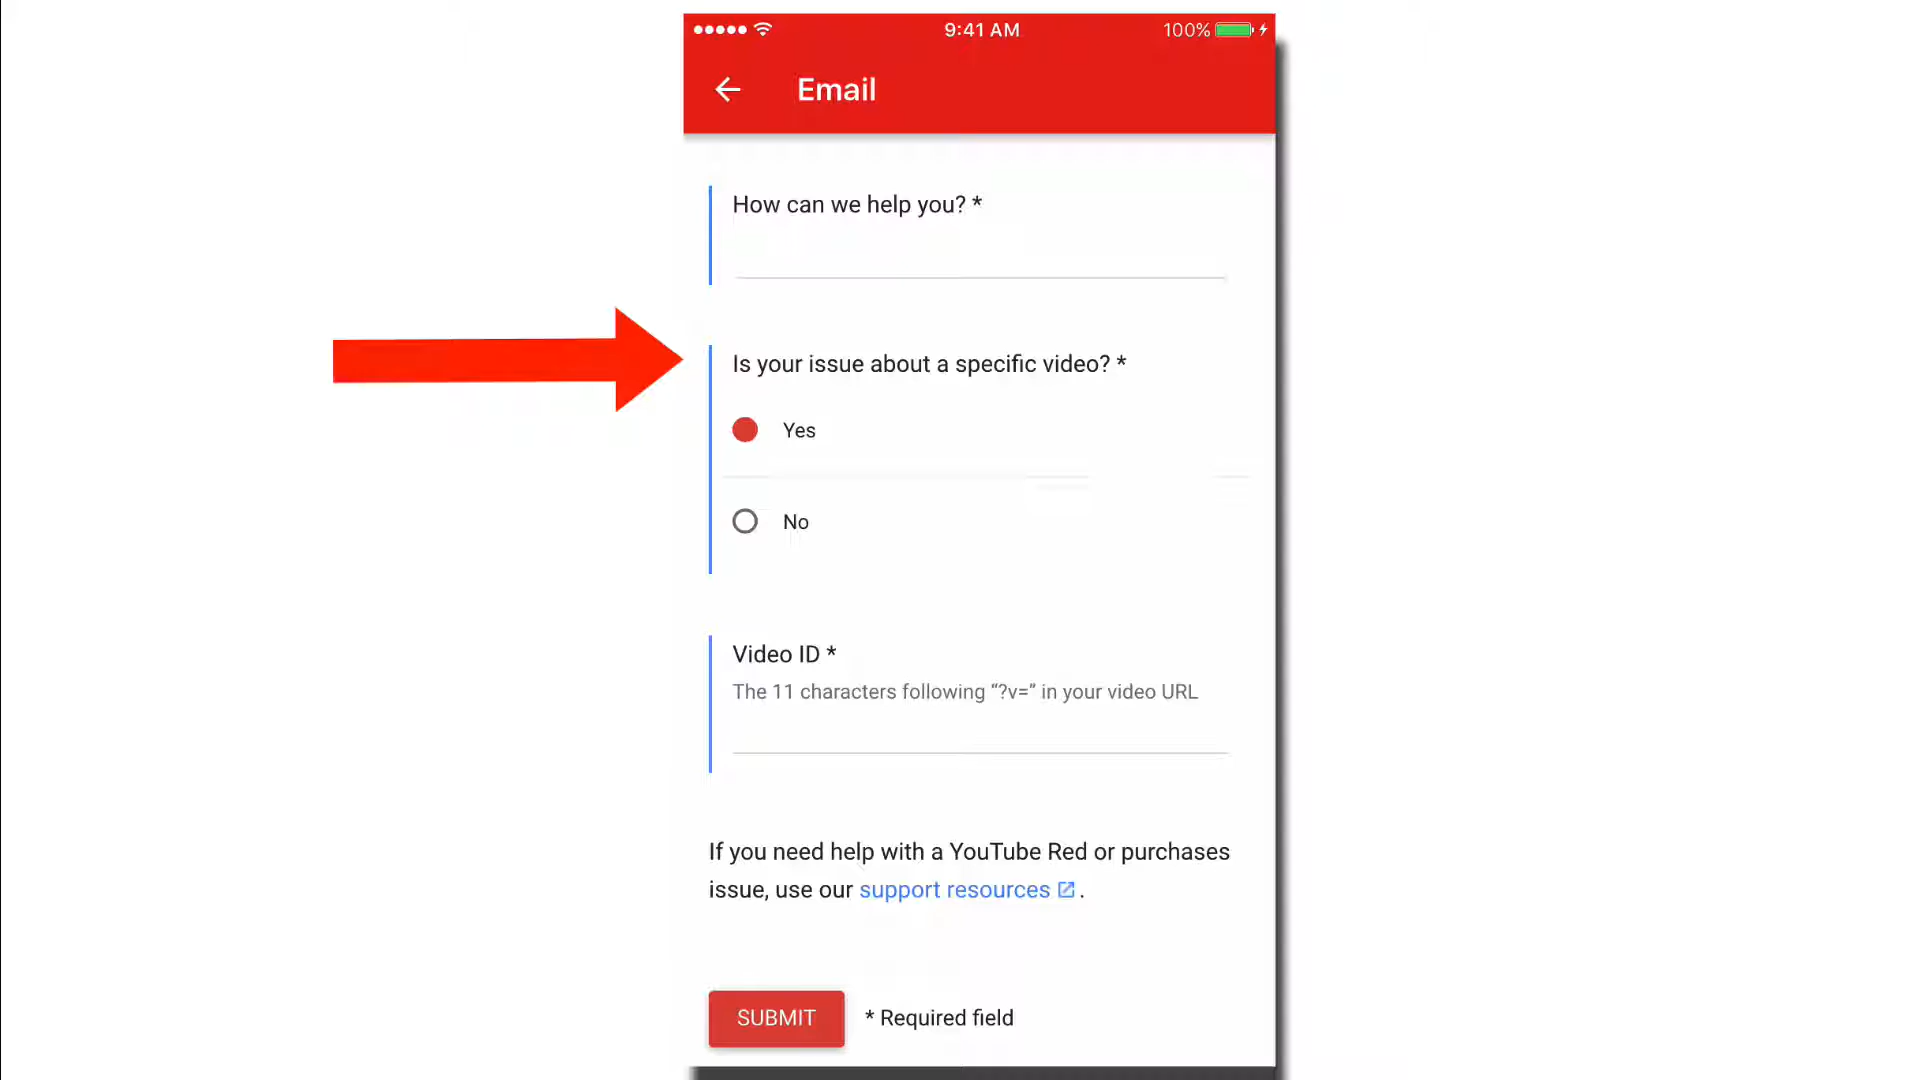 9:41 AM
100%
Email
How can we help you? *
Is your issue about a specific video? *
Yes
No
Video ID *
The 11 characters following “?v=” in your video URL
If you need help with a YouTube Red or purchases
issue, use our support resources .
SUBMIT
* Required field